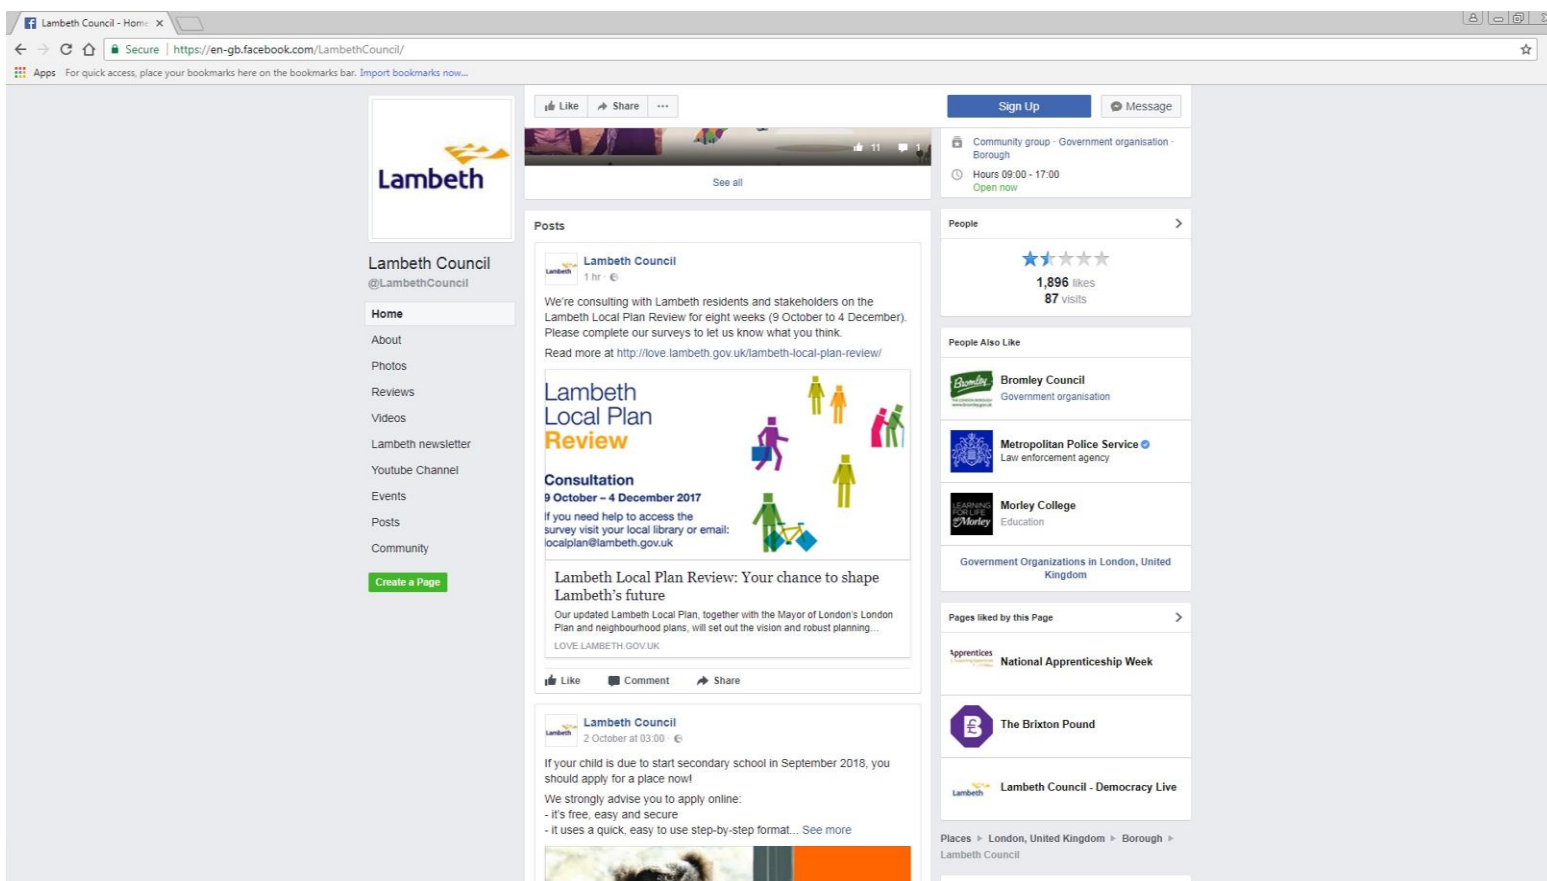 Lambeth Council - Home
Secure | https://en-gb.facebook.com/LambethCouncil/
Apps For quick access, place your bookmarks here on the bookmarks bar. Import bookmarks now...
Lambeth
Lambeth Council
@LambethCouncil
Home
About
Photos
Reviews
Videos
Lambeth newsletter
Youtube Channel
Events
Posts
Community
Create a Page
Like Share ...
11 1
See all
Posts
Lambeth
Lambeth Council
1 hr ·
We're consulting with Lambeth residents and stakeholders on the
Lambeth Local Plan Review for eight weeks (9 October to 4 December).
Please complete our surveys to let us know what you think.
Read more at http://love.lambeth.gov.uk/lambeth-local-plan-review/
Lambeth
Local Plan
Review
Consultation
9 October – 4 December 2017
If you need help to access the
survey visit your local library or email:
localplan@lambeth.gov.uk
Lambeth Local Plan Review: Your chance to shape
Lambeth's future
Our updated Lambeth Local Plan, together with the Mayor of London's London
Plan and neighbourhood plans, will set out the vision and robust planning...
LOVE.LAMBETH.GOV.UK
Like Comment Share
Lambeth
Lambeth Council
2 October at 03:00 ·
If your child is due to start secondary school in September 2018, you
should apply for a place now!
We strongly advise you to apply online:
- it's free, easy and secure
- it uses a quick, easy to use step-by-step format... See more
Sign Up Message
Community group · Government organisation ·
Borough
Hours 09:00 - 17:00
Open now
People
1,896 likes
87 visits
People Also Like
Bromley
Bromley Council
Government organisation
Metropolitan Police Service
Law enforcement agency
LEARNING
FOR LIFE
@Morley
Morley College
Education
Government Organizations in London, United
Kingdom
Pages liked by this Page
Apprentices
National Apprenticeship Week
The Brixton Pound
Lambeth
Lambeth Council - Democracy Live
Places London, United Kingdom Borough
Lambeth Council